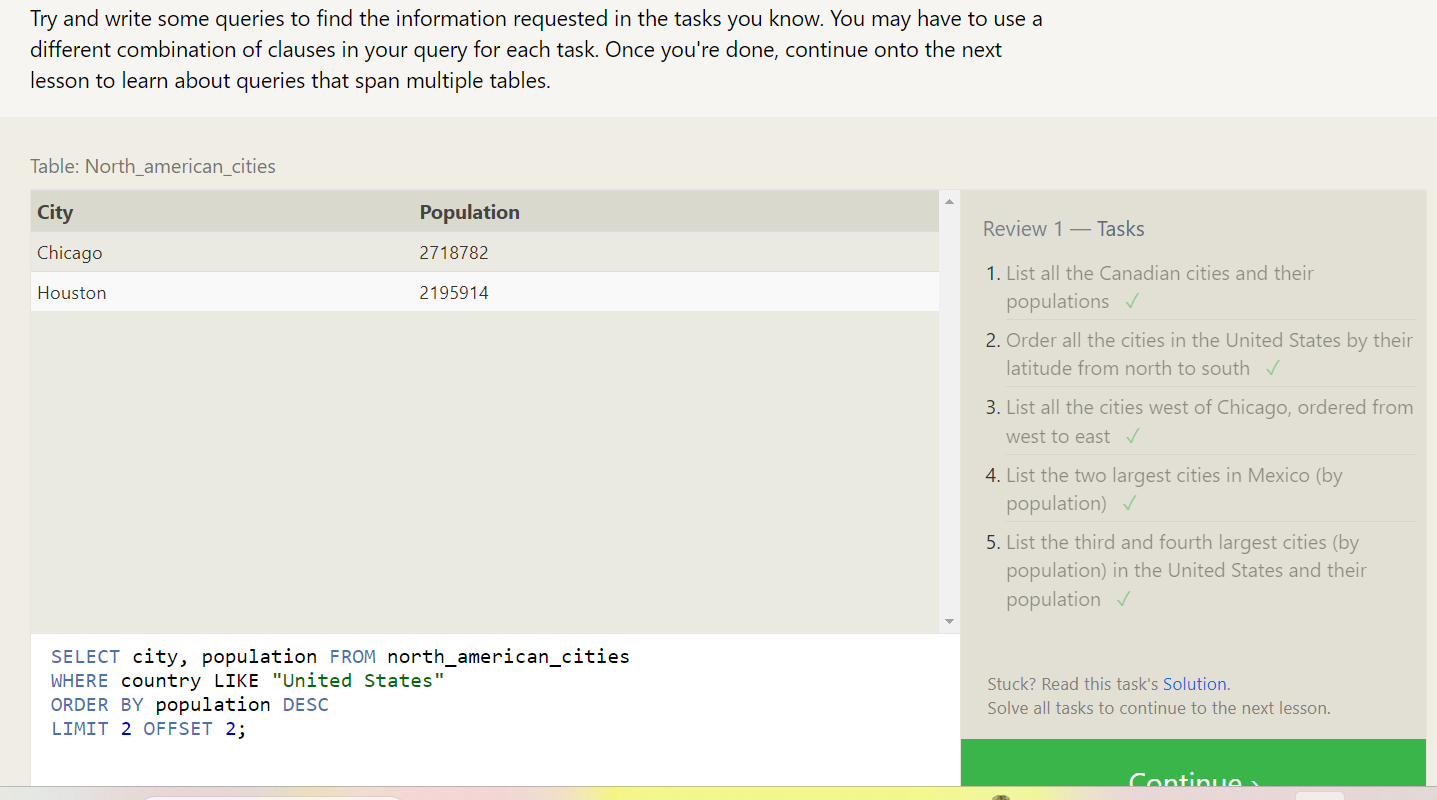 Try and write some queries to find the information requested in the tasks you know. You may have to use a
different combination of clauses in your query for each task. Once you're done, continue onto the next
lesson to learn about queries that span multiple tables.
Table: North_american_cities
City Population
Chicago 2718782
Houston 2195914
SELECT city, population FROM north_american_cities
WHERE country LIKE "United States"
ORDER BY population DESC
LIMIT 2 OFFSET 2;
Review 1 — Tasks
1. List all the Canadian cities and their
populations ✓
2. Order all the cities in the United States by their
latitude from north to south ✓
3. List all the cities west of Chicago, ordered from
west to east ✓
4. List the two largest cities in Mexico (by
population) ✓
5. List the third and fourth largest cities (by
population) in the United States and their
population ✓
Stuck? Read this task's Solution.
Solve all tasks to continue to the next lesson.
Continue ›